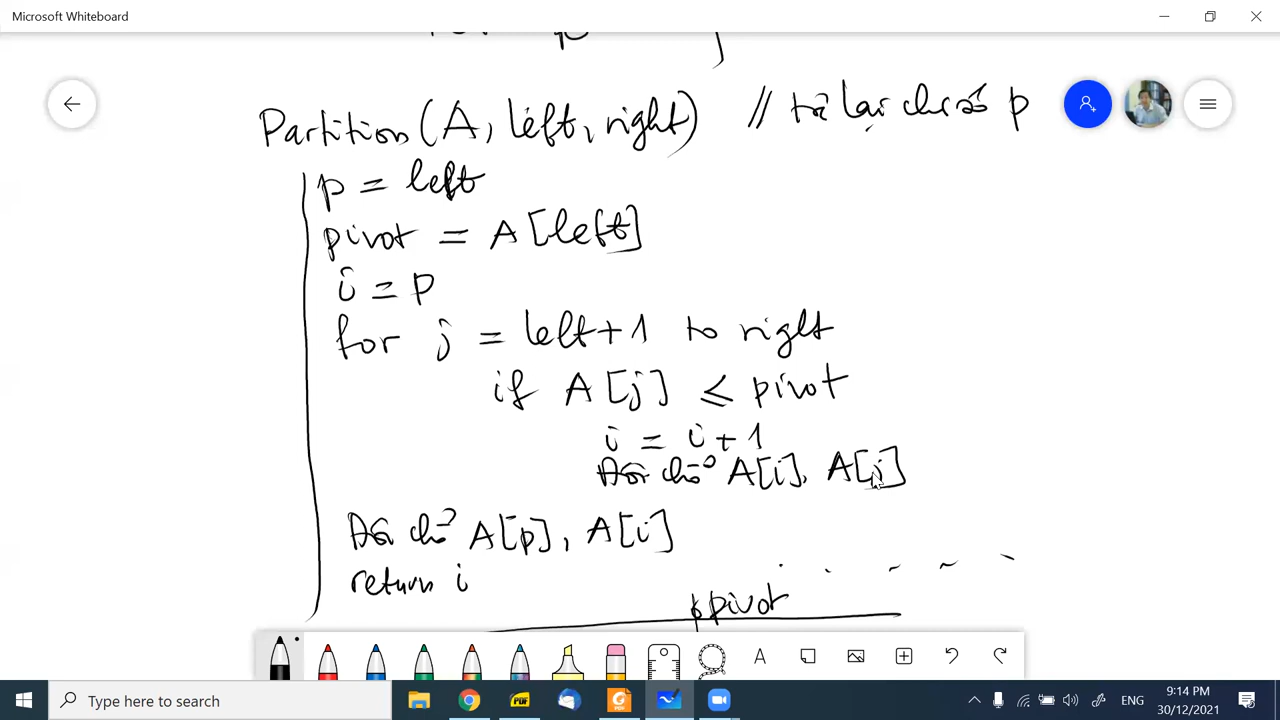 Microsoft Whiteboard
Partition(A, left, right) // trả lại chỉ số p
p = left
pivot = A[left]
i = p
for j = left+1 to right
if A[j] ≤ pivot
i = i+1
Đổi chỗ A[i], A[j]
Đổi chỗ A[p], A[i]
return i
pivot
A
Type here to search
PDF
ENG
9:14 PM
30/12/2021